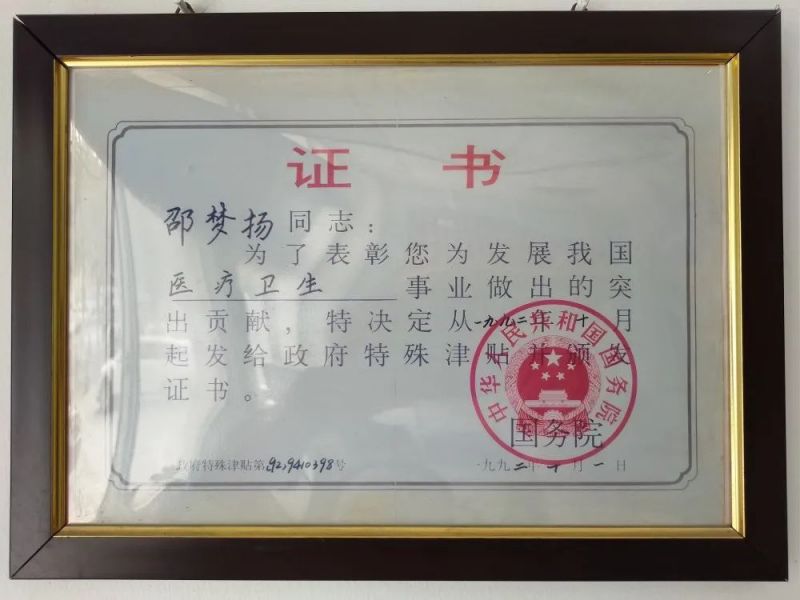 证书
邵梦扬同志：
为了表彰您为发展我国
医疗卫生事业做出的突
出贡献，特决定从一九九二年十月
起发给政府特殊津贴并颁发
证书。
中华人民共和国国务院
国务院
政府特殊津贴第92,9410398号
一九九二年十月一日